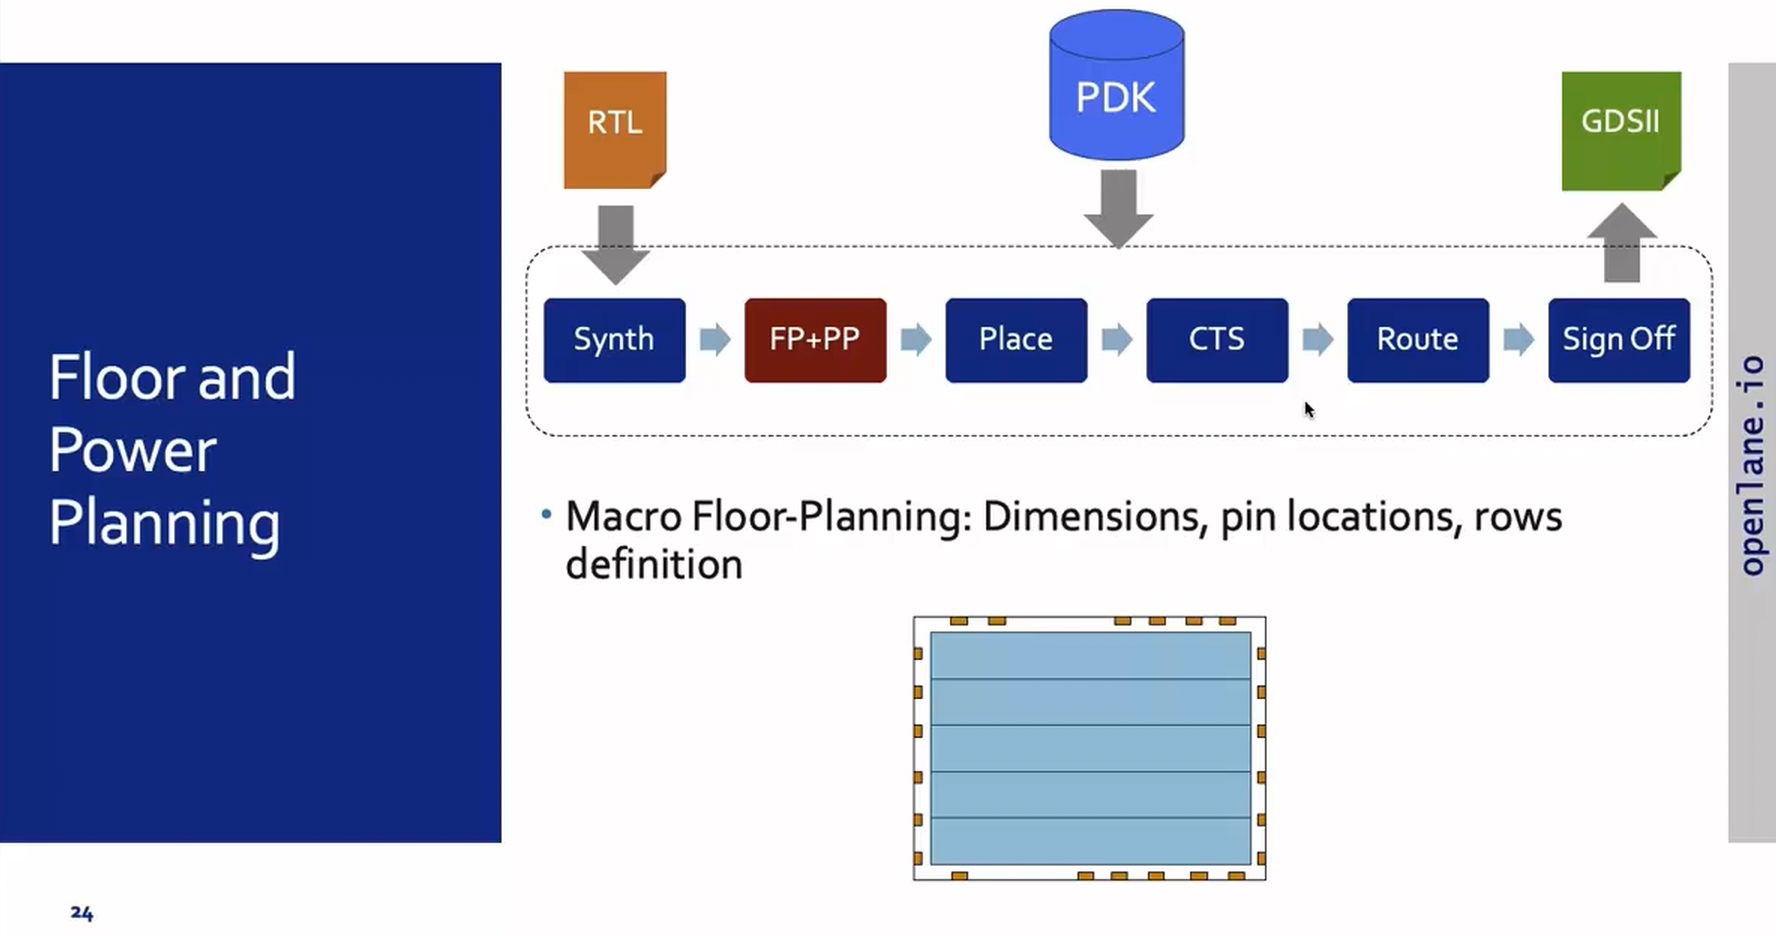 RTL
PDK
GDSII
Synth
FP+PP
Place
CTS
Route
Sign Off
Floor and
Power
Planning
• Macro Floor-Planning: Dimensions, pin locations, rows
definition
openlane.io
24